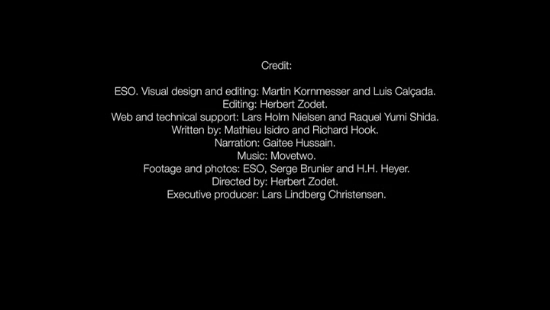 Credit:
ESO. Visual design and editing: Martin Kornmesser and Luis Calçada.
Editing: Herbert Zodet.
Web and technical support: Lars Holm Nielsen and Raquel Yumi Shida.
Written by: Mathieu Isidro and Richard Hook.
Narration: Gaitee Hussain.
Music: Movetwo.
Footage and photos: ESO, Serge Brunier and H.H. Heyer.
Directed by: Herbert Zodet.
Executive producer: Lars Lindberg Christensen.